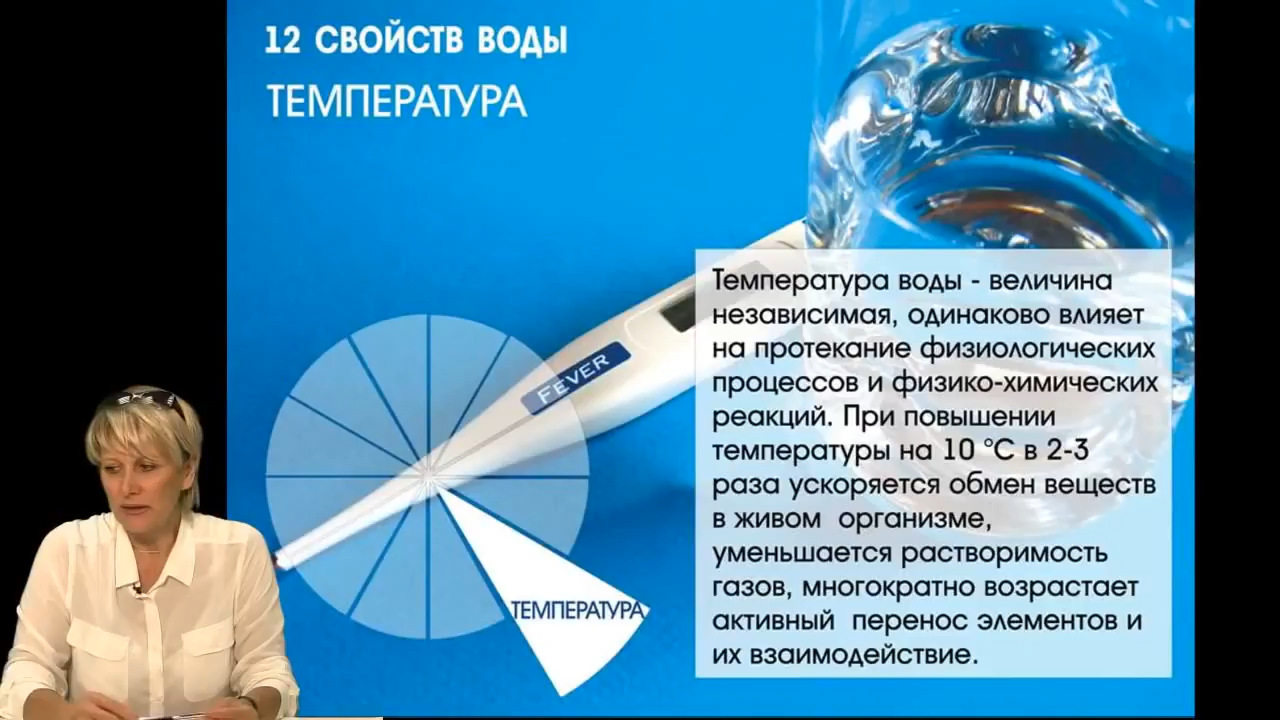 12 СВОЙСТВ ВОДЫ
ТЕМПЕРАТУРА
FEVER
ТЕМПЕРАТУРА
Температура воды - величина
независимая, одинаково влияет
на протекание физиологических
процессов и физико-химических
реакций. При повышении
температуры на 10 °С в 2-3
раза ускоряется обмен веществ
в живом организме,
уменьшается растворимость
газов, многократно возрастает
активный перенос элементов и
их взаимодействие.